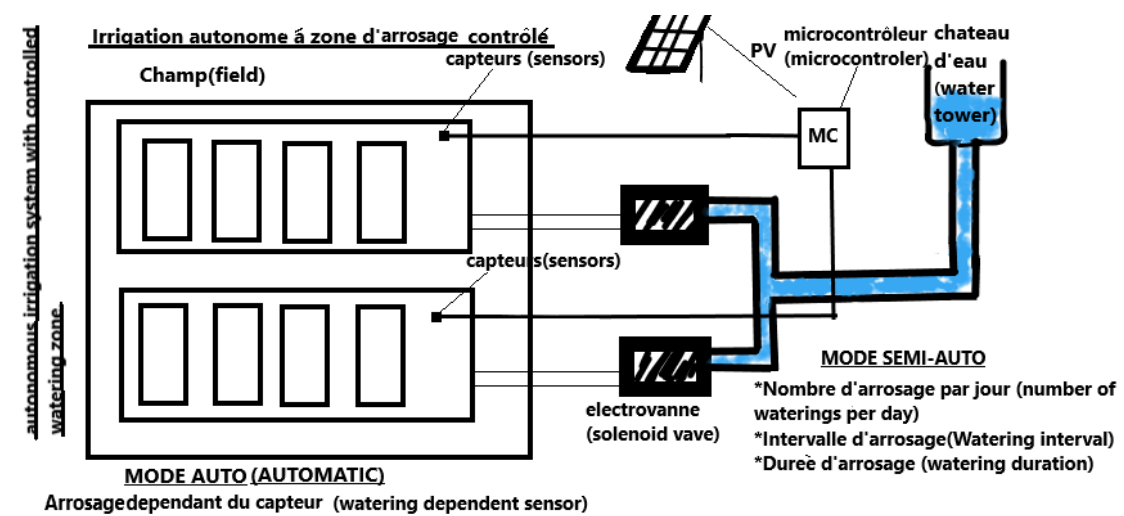 autonomous irrigation system with controlled
watering zone
Irrigation autonome á zone d'arrosage contrôlé
Champ(field)
capteurs (sensors)
PV
microcontrôleur
(microcontroler)
chateau
d'eau
(water
tower)
MC
capteurs(sensors)
electrovanne
(solenoid vave)
MODE SEMI-AUTO
*Nombre d'arrosage par jour (number of
waterings per day)
*Intervalle d'arrosage(Watering interval)
*Dureè d'arrosage (watering duration)
MODE AUTO (AUTOMATIC)
Arrosagedependant du capteur (watering dependent sensor)